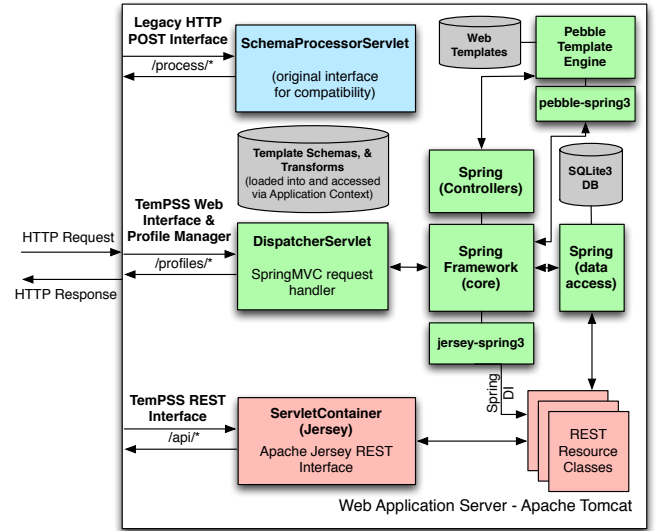 Legacy HTTP
POST Interface
/process/*
SchemaProcessorServlet
(original interface
for compatibility)
Web
Templates
Pebble
Template
Engine
pebble-spring3
Template Schemas, &
Transforms
(loaded into and accessed
via Application Context)
Spring
(Controllers)
SQLite3
DB
HTTP Request
HTTP Response
TemPSS Web
Interface &
Profile Manager
/profiles/*
DispatcherServlet
SpringMVC request
handler
Spring
Framework
(core)
Spring
(data
access)
jersey-spring3
Spring
DI
TemPSS REST
Interface
/api/*
ServletContainer
(Jersey)
Apache Jersey REST
Interface
REST
Resource
Classes
Web Application Server - Apache Tomcat